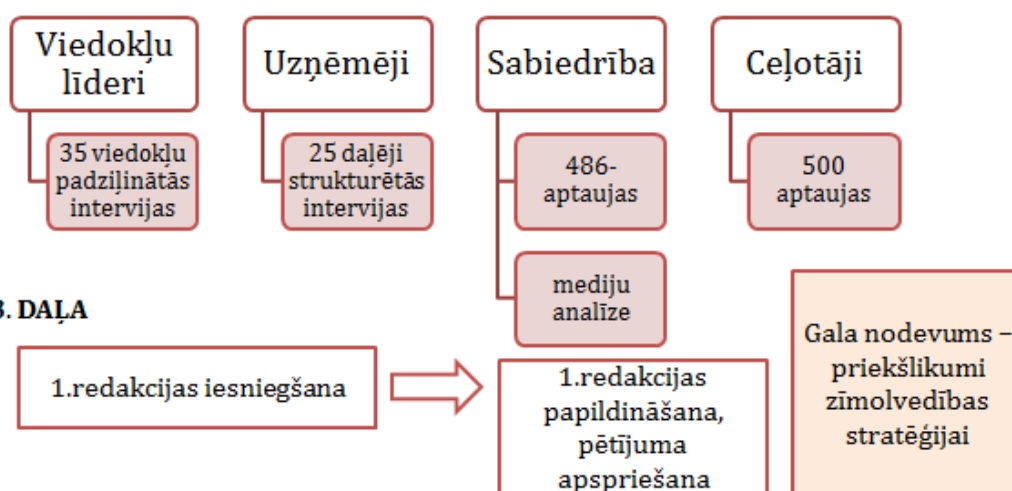 Viedokļu
līderi
Uzņēmēji
Sabiedrība
Ceļotāji
35 viedokļu
padziļinātās
intervijas
25 daļēji
strukturētās
intervijas
486-
aptaujas
500
aptaujas
mediju
analīze
3. DAĻA
1.redakcijas iesniegšana
1.redakcijas
papildināšana,
pētījuma
apspriešana
Gala nodevums –
priekšlikumi
zīmolvedības
stratēģijai